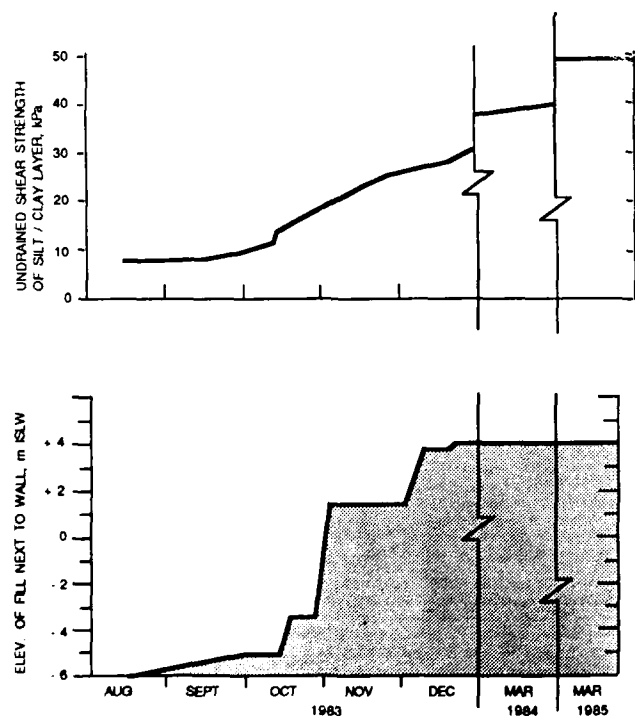 UNDRAINED SHEAR STRENGTH
OF SILT / CLAY LAYER, kPa
50
40
30
20
10
0
ELEV. OF FILL NEXT TO WALL, m ISLW
+ 4
+ 2
0
- 2
- 4
- 6
AUG SEPT OCT NOV DEC MAR MAR
1983 1984 1985